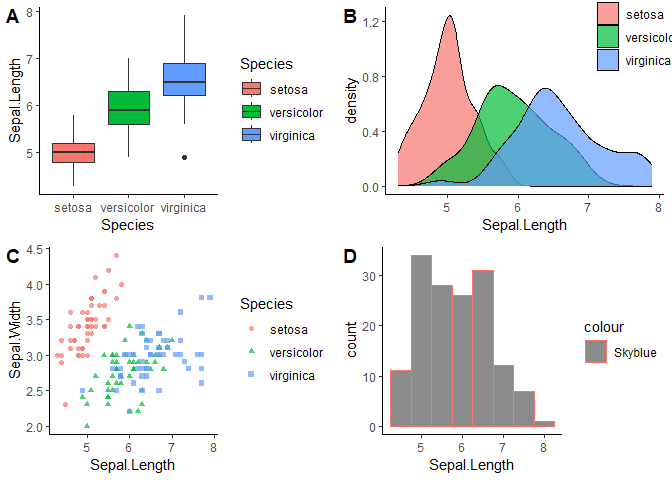 A
Sepal.Length
8
7
6
5
setosa versicolor virginica
Species
Species
setosa
versicolor
virginica
B
density
1.2
0.8
0.4
0.0
5 6 7 8
Sepal.Length
setosa
versicolor
virginica
C
Sepal.Width
4.5
4.0
3.5
3.0
2.5
2.0
5 6 7 8
Sepal.Length
Species
setosa
versicolor
virginica
D
count
30
20
10
0
5 6 7 8
Sepal.Length
colour
Skyblue